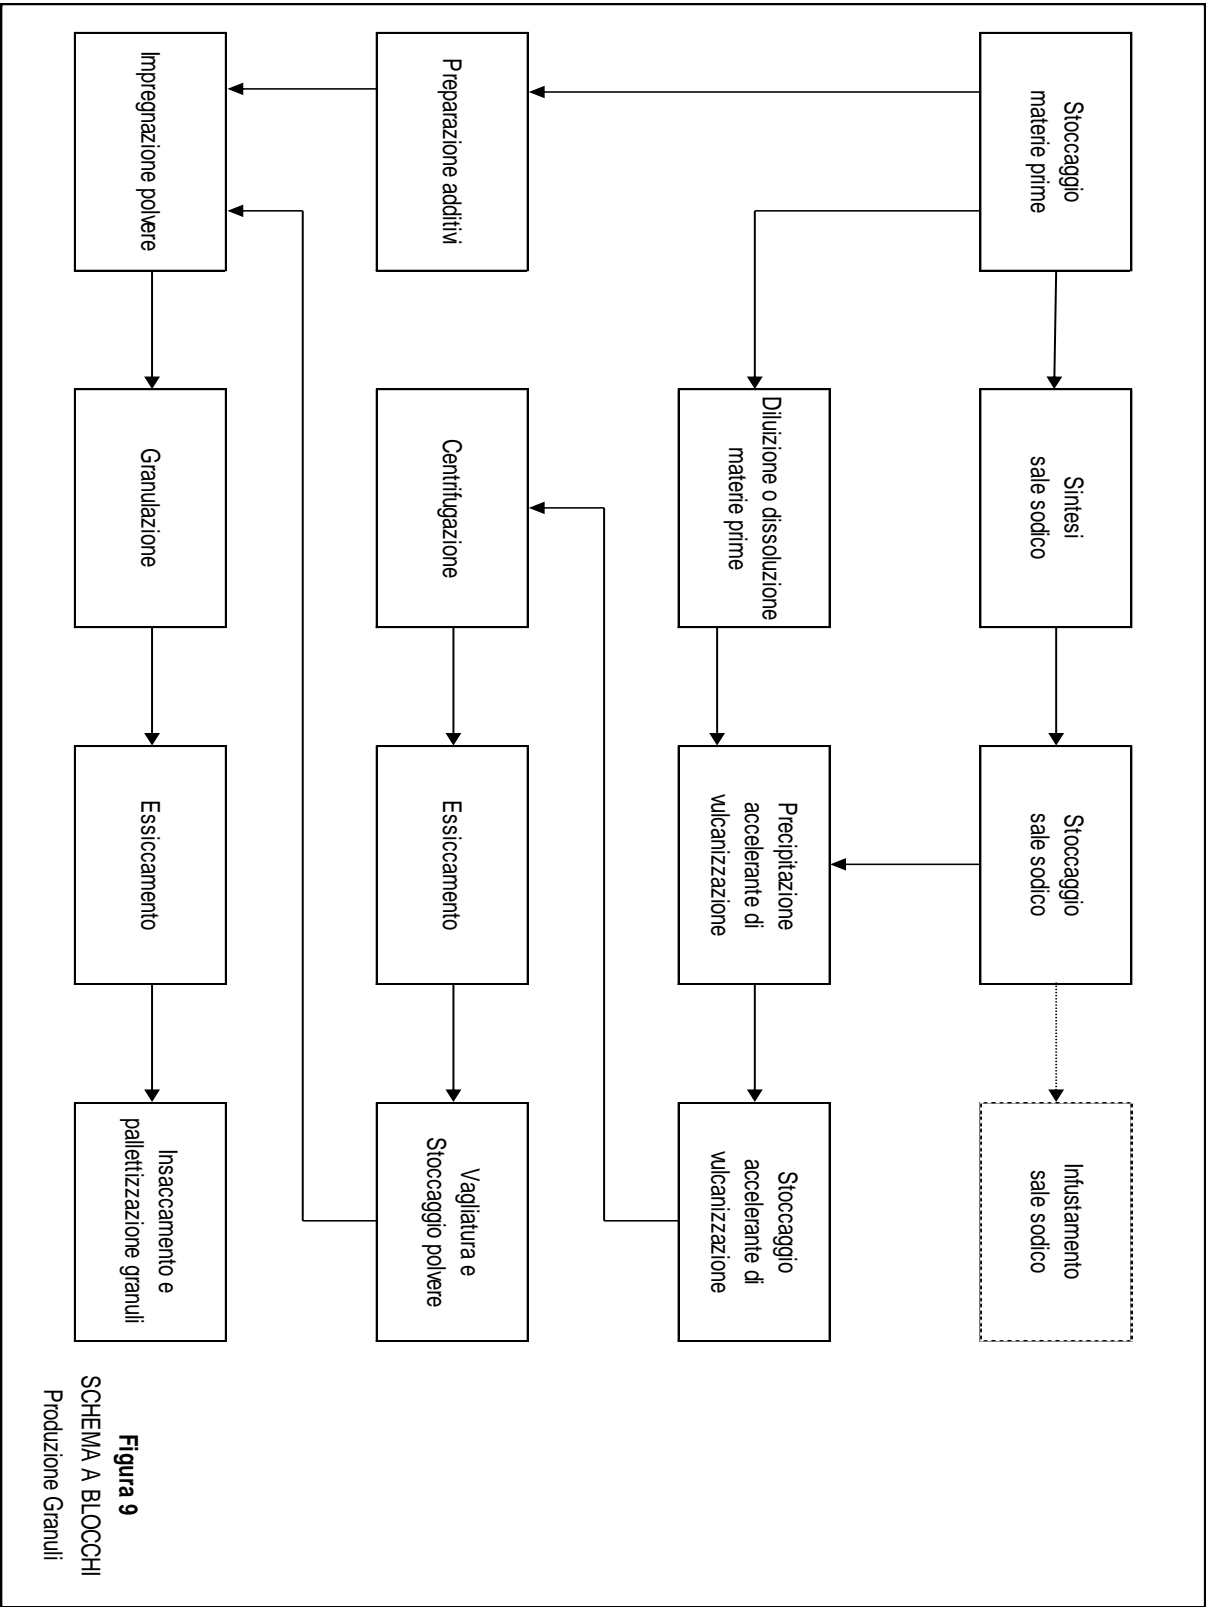 Stoccaggio
materie prime
Sintesi
sale sodico
Stoccaggio
sale sodico
Infustamento
sale sodico
Diluizione o dissoluzione
materie prime
Precipitazione
accelerante di
vulcanizzazione
Stoccaggio
accelerante di
vulcanizzazione
Preparazione additivi
Centrifugazione
Essiccamento
Vagliatura e
Stoccaggio polvere
Impregnazione polvere
Granulazione
Essiccamento
Insaccamento e
pallettizzazione granuli
Figura 9
SCHEMA A BLOCCHI
Produzione Granuli